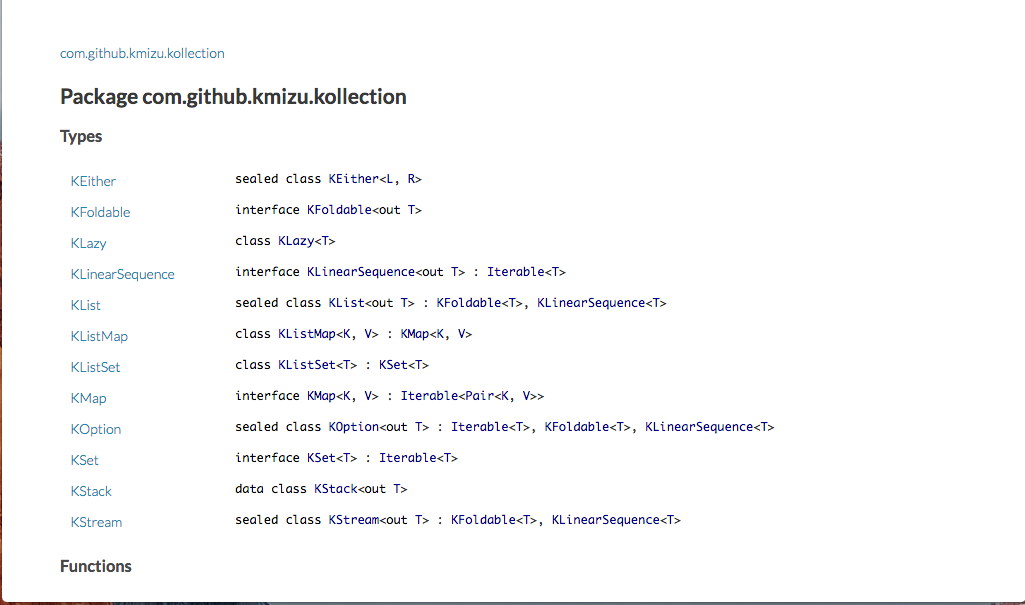 com.github.kmizu.kollection
Package com.github.kmizu.kollection
Types
KEither sealed class KEither<L, R>
KFoldable interface KFoldable<out T>
KLazy class KLazy<T>
KLinearSequence interface KLinearSequence<out T> : Iterable<T>
KList sealed class KList<out T> : KFoldable<T>, KLinearSequence<T>
KListMap class KListMap<K, V> : KMap<K, V>
KListSet class KListSet<T> : KSet<T>
KMap interface KMap<K, V> : Iterable<Pair<K, V>>
KOption sealed class KOption<out T> : Iterable<T>, KFoldable<T>, KLinearSequence<T>
KSet interface KSet<T> : Iterable<T>
KStack data class KStack<out T>
KStream sealed class KStream<out T> : KFoldable<T>, KLinearSequence<T>
Functions